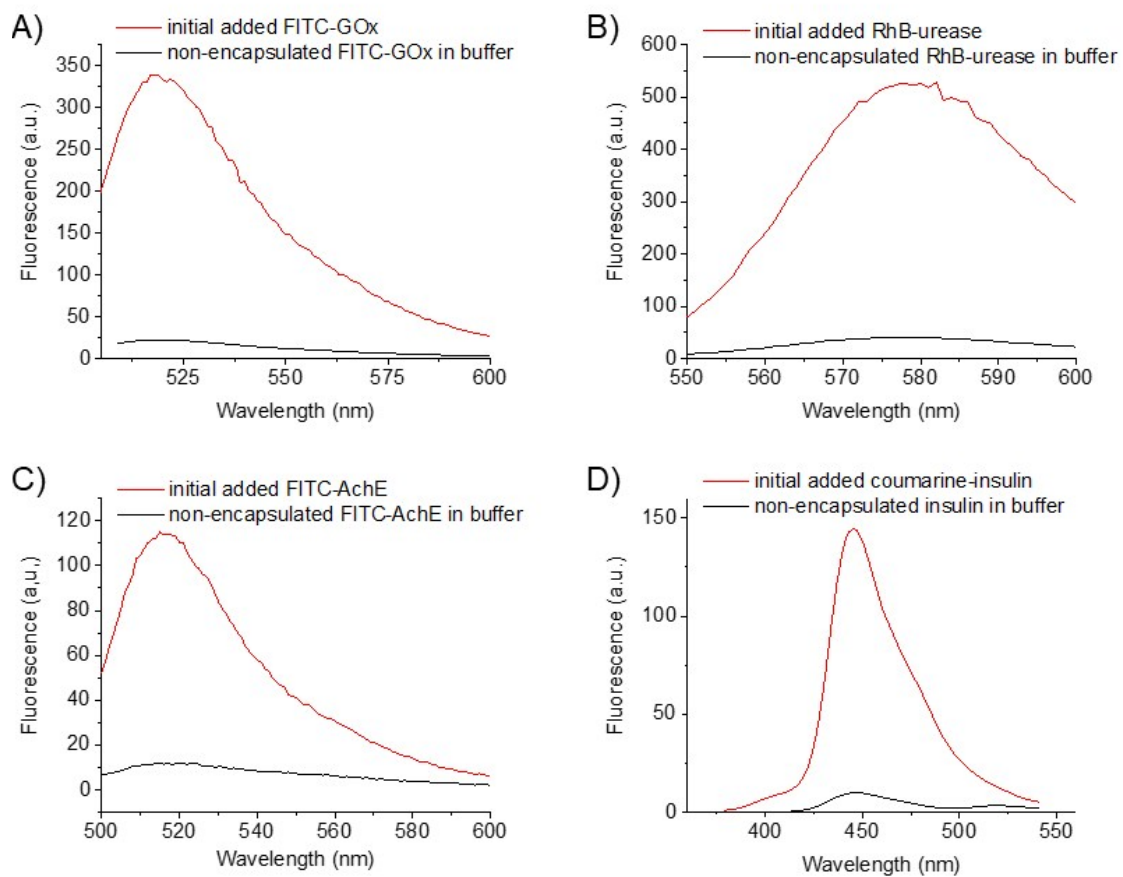 A)
initial added FITC-GOx
non-encapsulated FITC-GOx in buffer
350
300
250
200
150
100
50
0
Fluorescence (a.u.)
525
550
575
600
Wavelength (nm)
B)
initial added RhB-urease
non-encapsulated RhB-urease in buffer
600
500
400
300
200
100
0
Fluorescence (a.u.)
550
560
570
580
590
600
Wavelength (nm)
C)
initial added FITC-AchE
non-encapsulated FITC-AchE in buffer
120
100
80
60
40
20
0
Fluorescence (a,u.)
500
520
540
560
580
600
Wavelength (nm)
D)
initial added coumarine-insulin
non-encapsulated insulin in buffer
150
100
50
0
Fluorescence (a.u.)
400
450
500
550
Wavelength (nm)